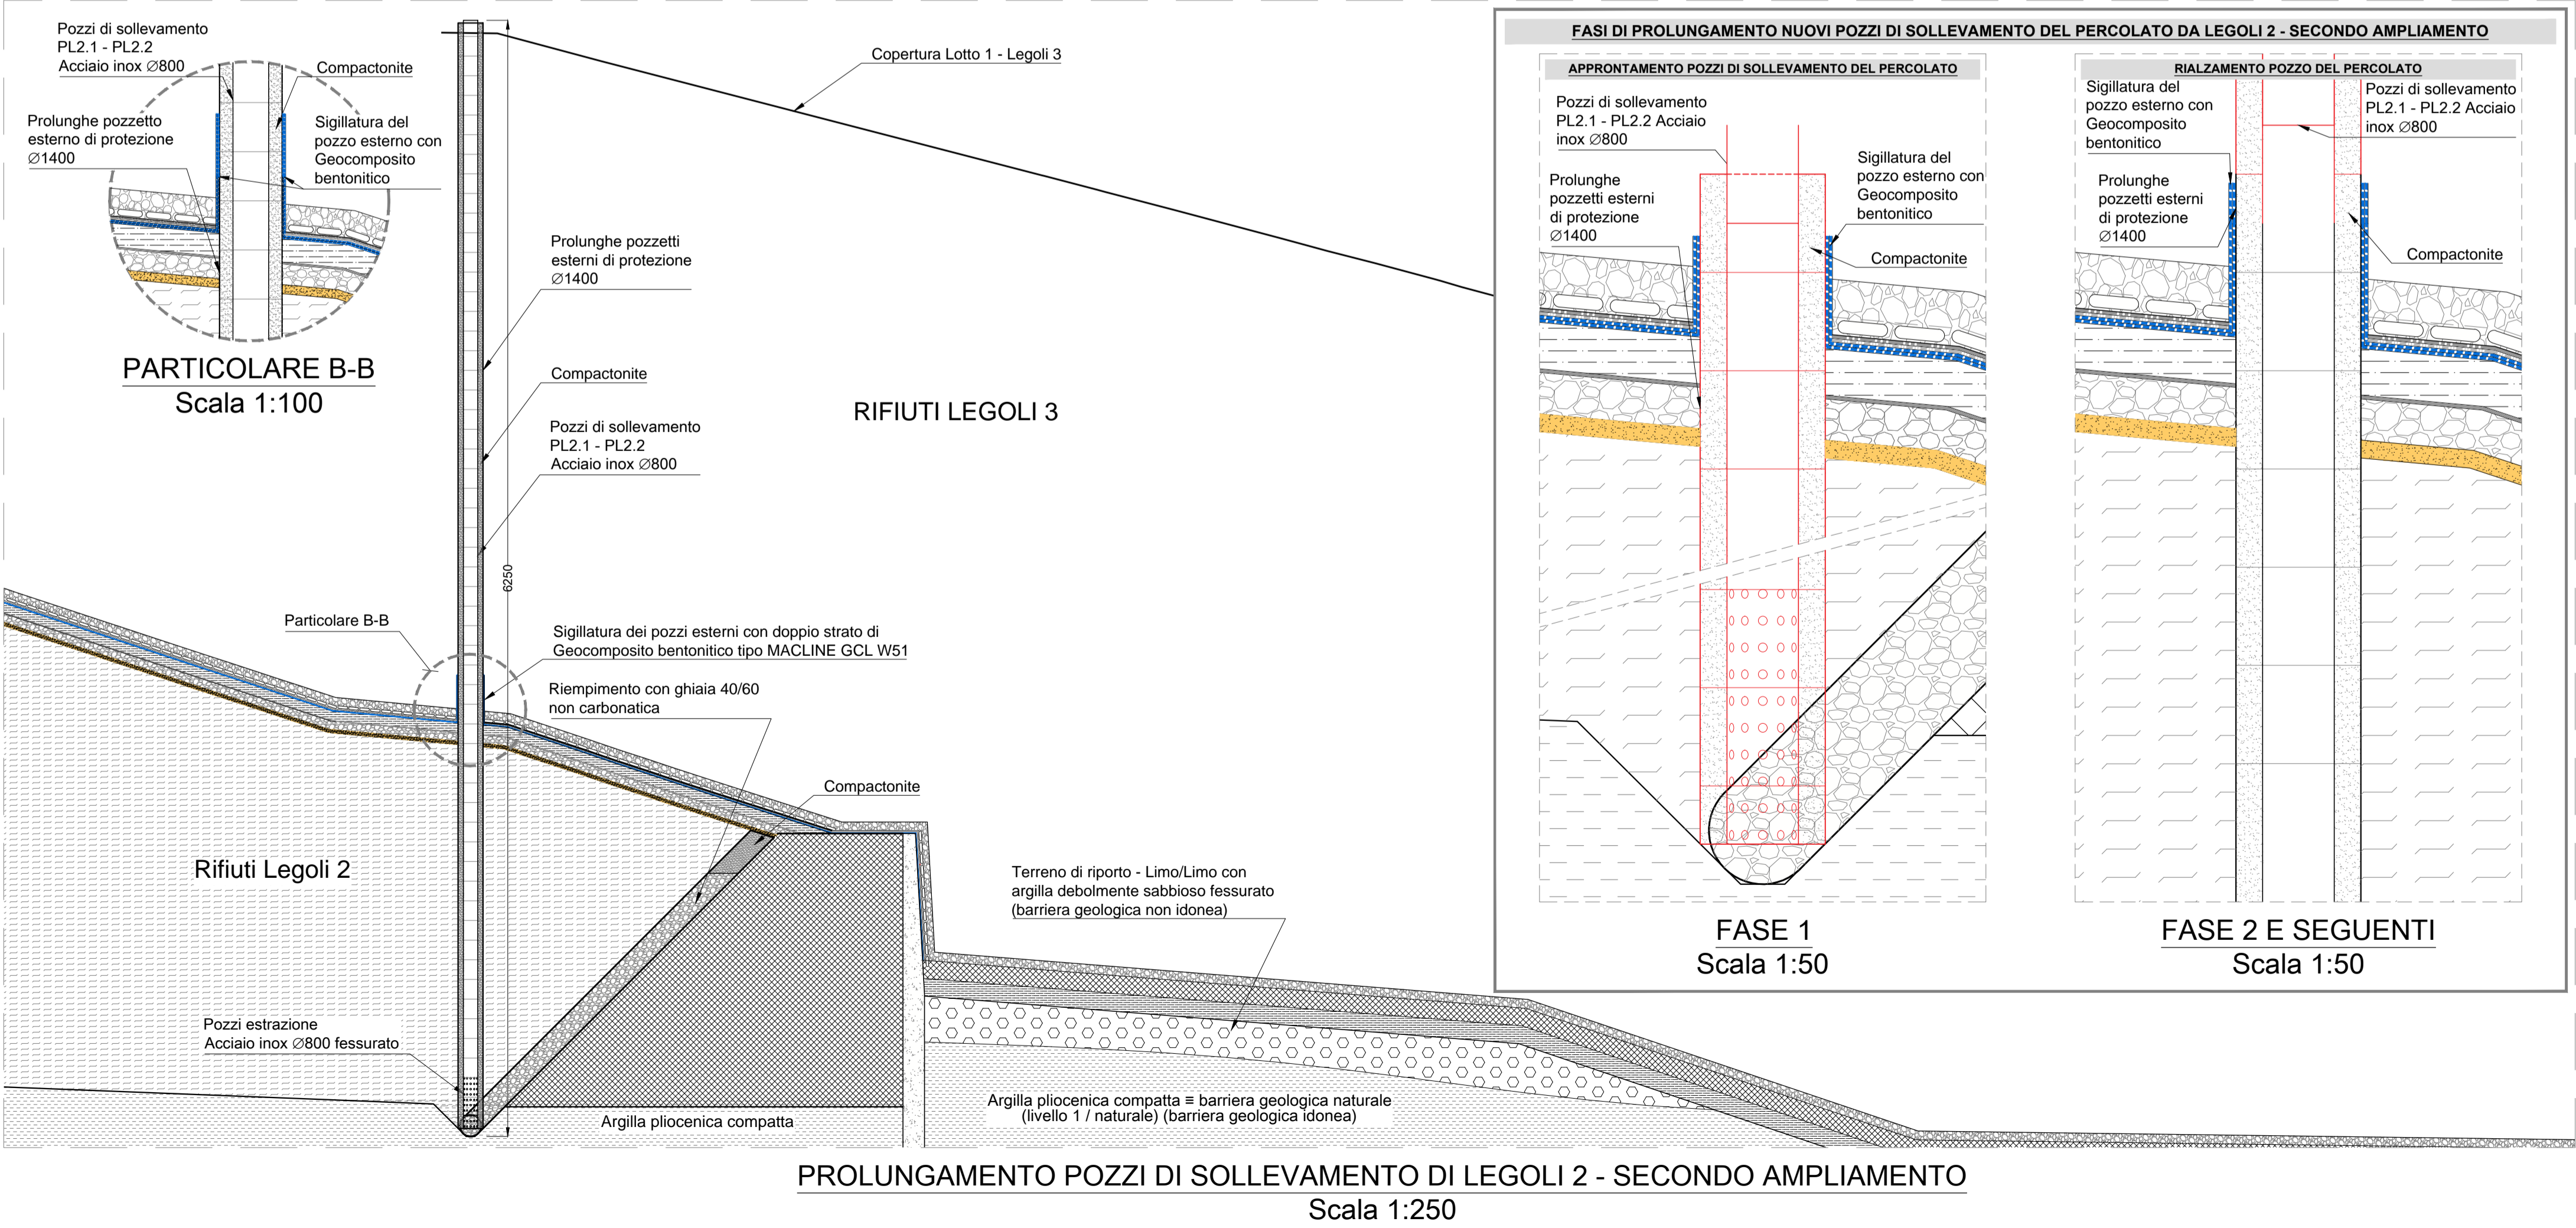 Pozzi di sollevamento
PL2.1 - PL2.2
Acciaio inox Ø800
Compactonite
Prolunghe pozzetto
esterno di protezione
Ø1400
Sigillatura del
pozzo esterno con
Geocomposito
bentonitico
PARTICOLARE B-B
Scala 1:100
Copertura Lotto 1 - Legoli 3
Prolunghe pozzetti
esterni di protezione
Ø1400
Compactonite
Pozzi di sollevamento
PL2.1 - PL2.2
Acciaio inox Ø800
RIFIUTI LEGOLI 3
6250
Particolare B-B
Sigillatura dei pozzi esterni con doppio strato di
Geocomposito bentonitico tipo MACLINE GCL W51
Riempimento con ghiaia 40/60
non carbonatica
Compactonite
Rifiuti Legoli 2
Terreno di riporto - Limo/Limo con
argilla debolmente sabbioso fessurato
(barriera geologica non idonea)
Pozzi estrazione
Acciaio inox Ø800 fessurato
Argilla pliocenica compatta
Argilla pliocenica compatta ≡ barriera geologica naturale
(livello 1 / naturale) (barriera geologica idonea)
FASI DI PROLUNGAMENTO NUOVI POZZI DI SOLLEVAMENTO DEL PERCOLATO DA LEGOLI 2 - SECONDO AMPLIAMENTO
APPRONTAMENTO POZZI DI SOLLEVAMENTO DEL PERCOLATO
Pozzi di sollevamento
PL2.1 - PL2.2 Acciaio
inox Ø800
Sigillatura del
pozzo esterno con
Geocomposito
bentonitico
Prolunghe
pozzetti esterni
di protezione
Ø1400
Compactonite
FASE 1
Scala 1:50
RIALZAMENTO POZZO DEL PERCOLATO
Sigillatura del
pozzo esterno con
Geocomposito
bentonitico
Pozzi di sollevamento
PL2.1 - PL2.2 Acciaio
inox Ø800
Prolunghe
pozzetti esterni
di protezione
Ø1400
Compactonite
FASE 2 E SEGUENTI
Scala 1:50
PROLUNGAMENTO POZZI DI SOLLEVAMENTO DI LEGOLI 2 - SECONDO AMPLIAMENTO
Scala 1:250